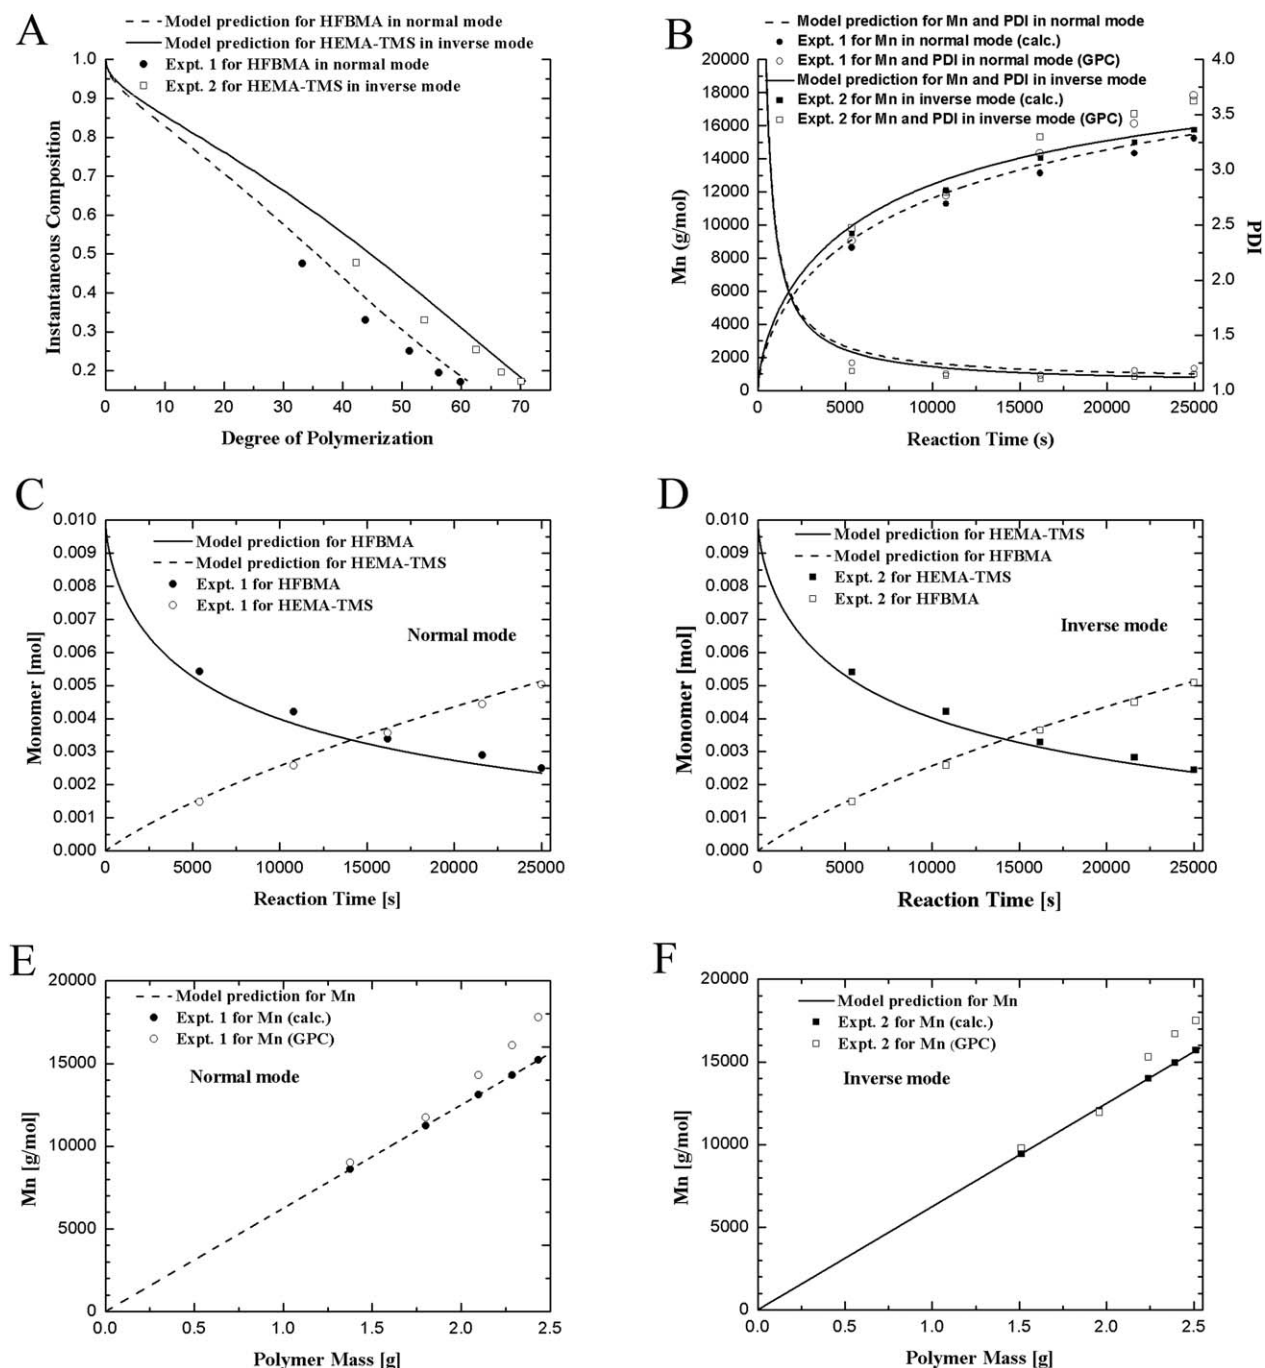 A
Model prediction for HFBMA in normal mode
Model prediction for HEMA-TMS in inverse mode
Expt. 1 for HFBMA in normal mode
Expt. 2 for HEMA-TMS in inverse mode
1.0
0.9
0.8
0.7
0.6
0.5
0.4
0.3
0.2
Instantaneous Composition
0 10 20 30 40 50 60 70
Degree of Polymerization
B
Model prediction for Mn and PDI in normal mode
Expt. 1 for Mn in normal mode (calc.)
Expt. 1 for Mn and PDI in normal mode (GPC)
Model prediction for Mn and PDI in inverse mode
Expt. 2 for Mn in inverse mode (calc.)
Expt. 2 for Mn and PDI in inverse mode (GPC)
20000
18000
16000
14000
12000
10000
8000
6000
4000
2000
0
Mn (g/mol)
4.0
3.5
3.0
2.5
2.0
1.5
1.0
PDI
0 5000 10000 15000 20000 25000
Reaction Time (s)
C
Model prediction for HFBMA
Model prediction for HEMA-TMS
Expt. 1 for HFBMA
Expt. 1 for HEMA-TMS
Normal mode
0.010
0.009
0.008
0.007
0.006
0.005
0.004
0.003
0.002
0.001
0.000
Monomer [mol]
0 5000 10000 15000 20000 25000
Reaction Time [s]
D
Model prediction for HEMA-TMS
Model prediction for HFBMA
Expt. 2 for HEMA-TMS
Expt. 2 for HFBMA
Inverse mode
0.010
0.009
0.008
0.007
0.006
0.005
0.004
0.003
0.002
0.001
0.000
Monomer [mol]
0 5000 10000 15000 20000 25000
Reaction Time [s]
E
Model prediction for Mn
Expt. 1 for Mn (calc.)
Expt. 1 for Mn (GPC)
Normal mode
20000
15000
10000
5000
0
Mn [g/mol]
0.0 0.5 1.0 1.5 2.0 2.5
Polymer Mass [g]
F
Model prediction for Mn
Expt. 2 for Mn (calc.)
Expt. 2 for Mn (GPC)
Inverse mode
20000
15000
10000
5000
0
Mn [g/mol]
0.0 0.5 1.0 1.5 2.0 2.5
Polymer Mass [g]